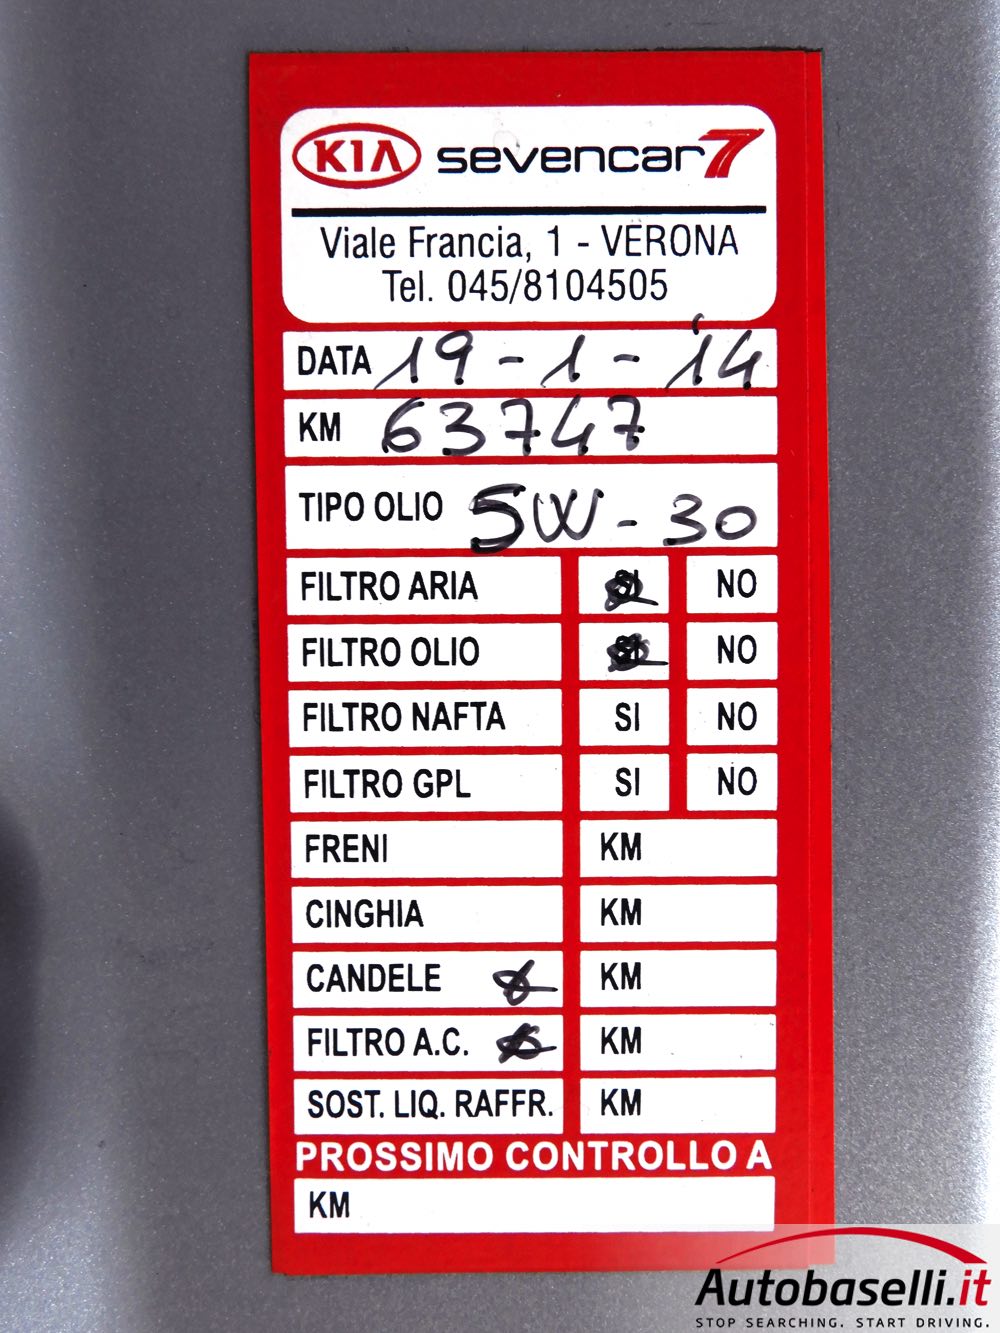 KIA sevencar7
Viale Francia, 1 - VERONA
Tel. 045/8104505
DATA 19-1-14
KM 63747
TIPO OLIO 5W-30
FILTRO ARIA SI NO
FILTRO OLIO SI NO
FILTRO NAFTA SI NO
FILTRO GPL SI NO
FRENI KM
CINGHIA KM
CANDELE KM
FILTRO A.C. KM
SOST. LIQ. RAFFR. KM
PROSSIMO CONTROLLO A
KM
Autobaselli.it
STOP SEARCHING. START DRIVING.